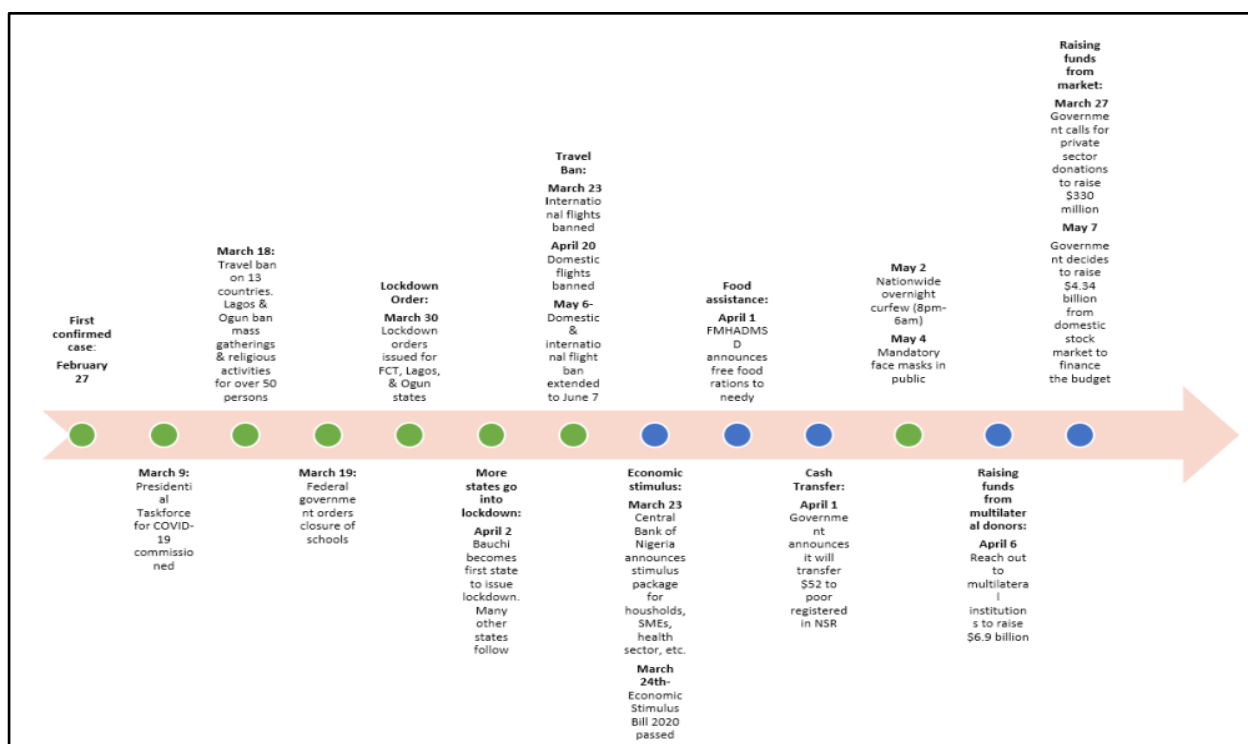 First
confirmed
case:
February
27
March 9:
Presidenti
al
Taskforce
for COVID-
19
commissio
ned
March 18:
Travel ban
on 13
countries.
Lagos &
Ogun ban
mass
gatherings
& religious
activities
for over 50
persons
March 19:
Federal
governme
nt orders
closure of
schools
Lockdown
Order:
March 30
Lockdown
orders
issued for
FCT, Lagos,
& Ogun
states
More
states go
into
lockdown:
April 2
Bauchi
becomes
first state
to issue
lockdown.
Many
other
states
follow
Travel
Ban:
March 23
Internatio
nal flights
banned
April 20
Domestic
flights
banned
May 6-
Domestic
&
internatio
nal flight
ban
extended
to June 7
Economic
stimulus:
March 23
Central
Bank of
Nigeria
announces
stimulus
package
for
housholds,
SMEs,
health
sector, etc.
March
24th-
Economic
Stimulus
Bill 2020
passed
Food
assistance:
April 1
FMHADMS
D
announces
free food
rations to
needy
Cash
Transfer:
April 1
Governme
nt
announces
it will
transfer
$52 to
poor
registered
in NSR
May 2
Nationwide
overnight
curfew (8pm-
6am)
May 4
Mandatory
face masks in
public
Raising
funds
from
multilater
al donors:
April 6
Reach out
to
multilatera
l
institution
s to raise
$6.9 billion
Raising
funds
from
market:
March 27
Governme
nt calls for
private
sector
donations
to raise
$330
million
May 7
Governme
nt decides
to raise
$4.34
billion
from
domestic
stock
market to
finance
the budget